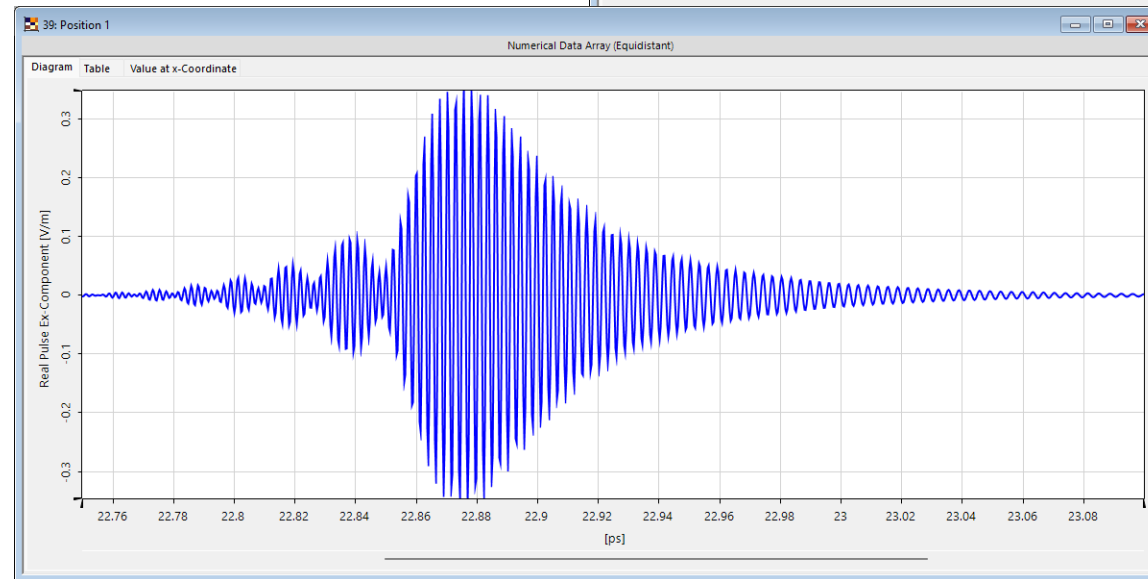 39: Position 1
Numerical Data Array (Equidistant)
Diagram Table Value at x-Coordinate
Real Pulse Ex-Component [V/m]
0.3
0.2
0.1
0
-0.1
-0.2
-0.3
22.76 22.78 22.8 22.82 22.84 22.86 22.88 22.9 22.92 22.94 22.96 22.98 23 23.02 23.04 23.06 23.08
[ps]